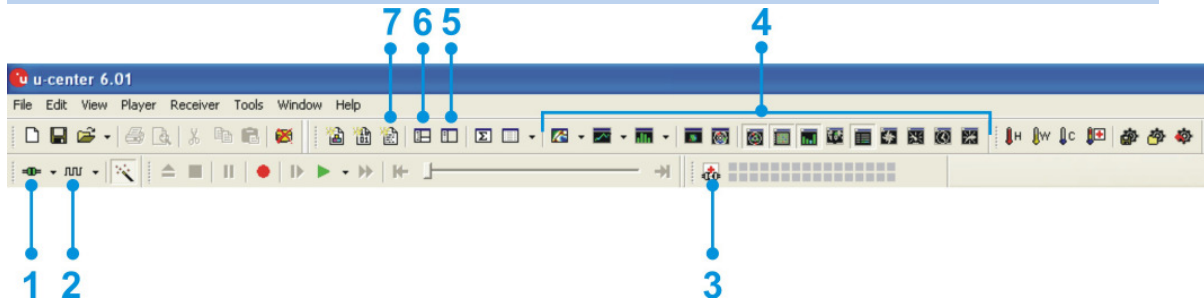 7 6 5 4
u u-center 6.01
File Edit View Player Receiver Tools Window Help
H W C
1 2 3